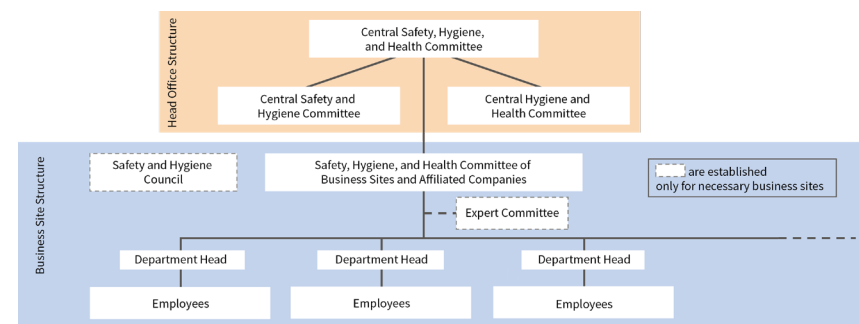 Head Office Structure
Central Safety, Hygiene,
and Health Committee
Central Safety and
Hygiene Committee
Central Hygiene and
Health Committee
Business Site Structure
Safety and Hygiene
Council
Safety, Hygiene, and Health Committee of
Business Sites and Affiliated Companies
are established
only for necessary business sites
Expert Committee
Department Head
Department Head
Department Head
Employees
Employees
Employees